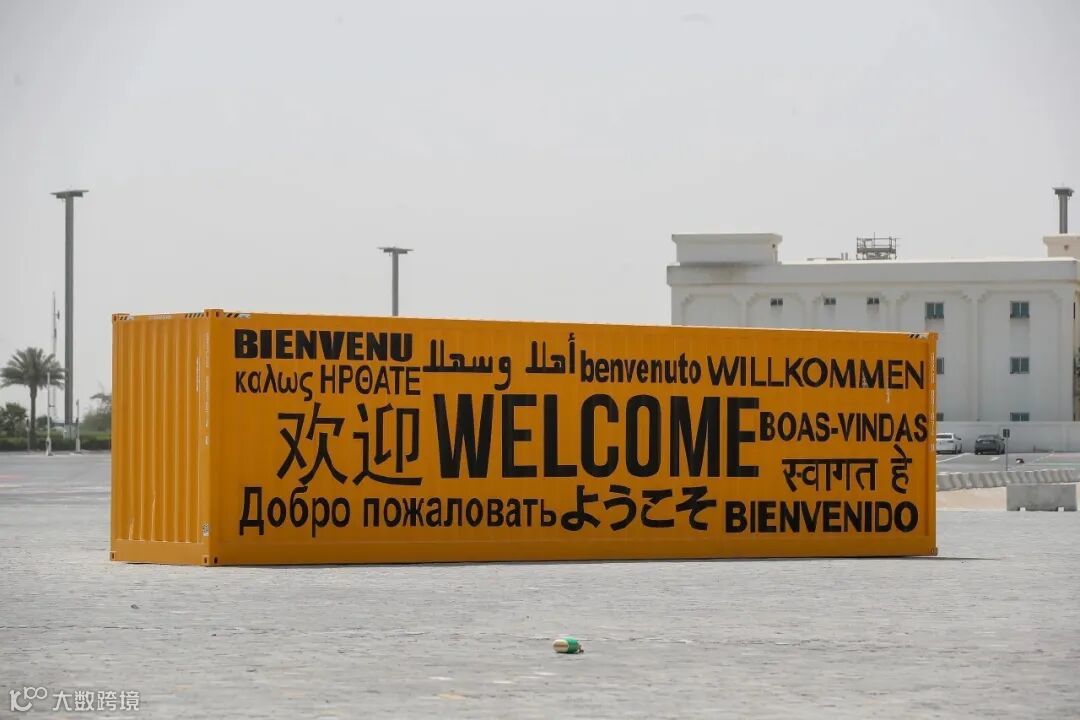 BIENVENU أهلا وسهلا benvenuto WILLKOMMEN
καλως ΗΡΘΑΤΕ
欢迎 WELCOME BOAS-VINDAS
स्वागत हे
Добро пожаловать ようこそ BIENVENIDO
大数跨境